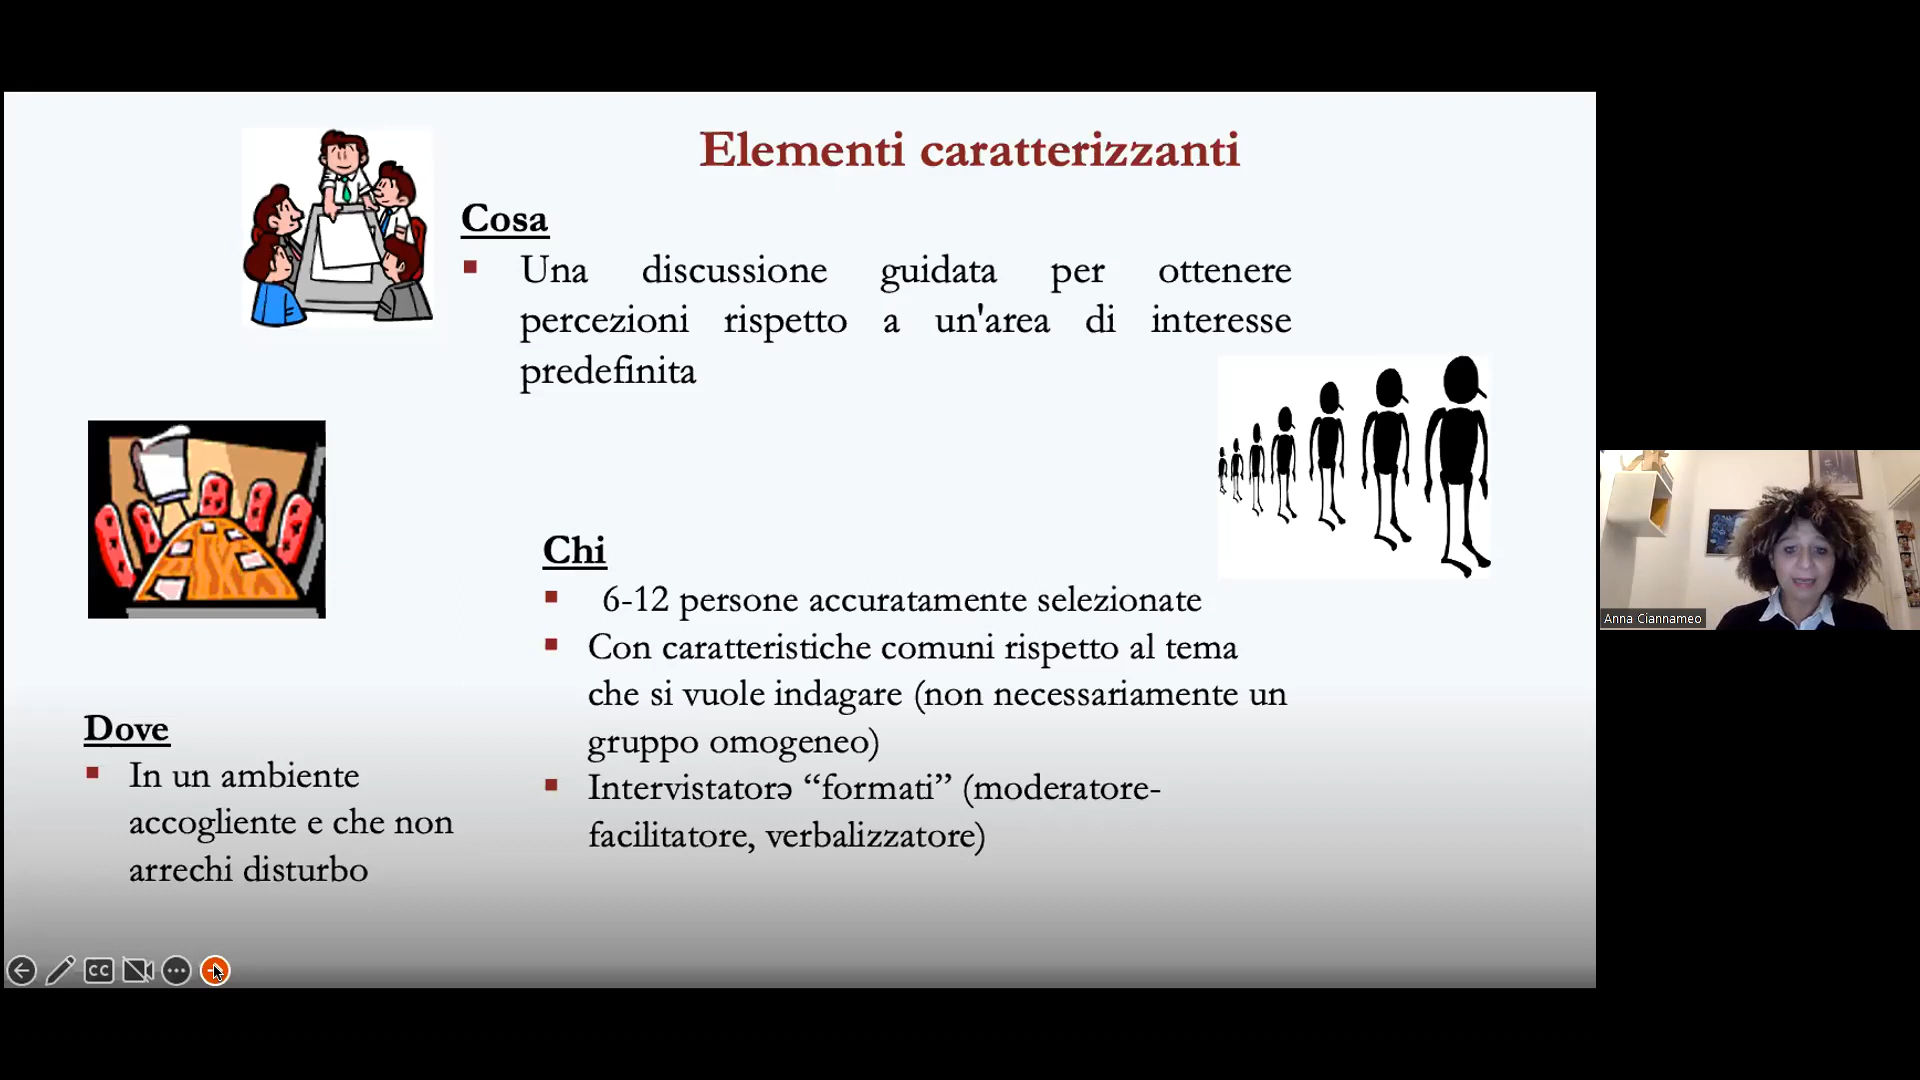 Elementi caratterizzanti
Cosa
▪ Una discussione guidata per ottenere
percezioni rispetto a un'area di interesse
predefinita
Chi
▪ 6-12 persone accuratamente selezionate
▪ Con caratteristiche comuni rispetto al tema
che si vuole indagare (non necessariamente un
gruppo omogeneo)
▪ Intervistatorə “formati” (moderatore-
facilitatore, verbalizzatore)
Dove
▪ In un ambiente
accogliente e che non
arrechi disturbo
CC
Anna Ciannameo